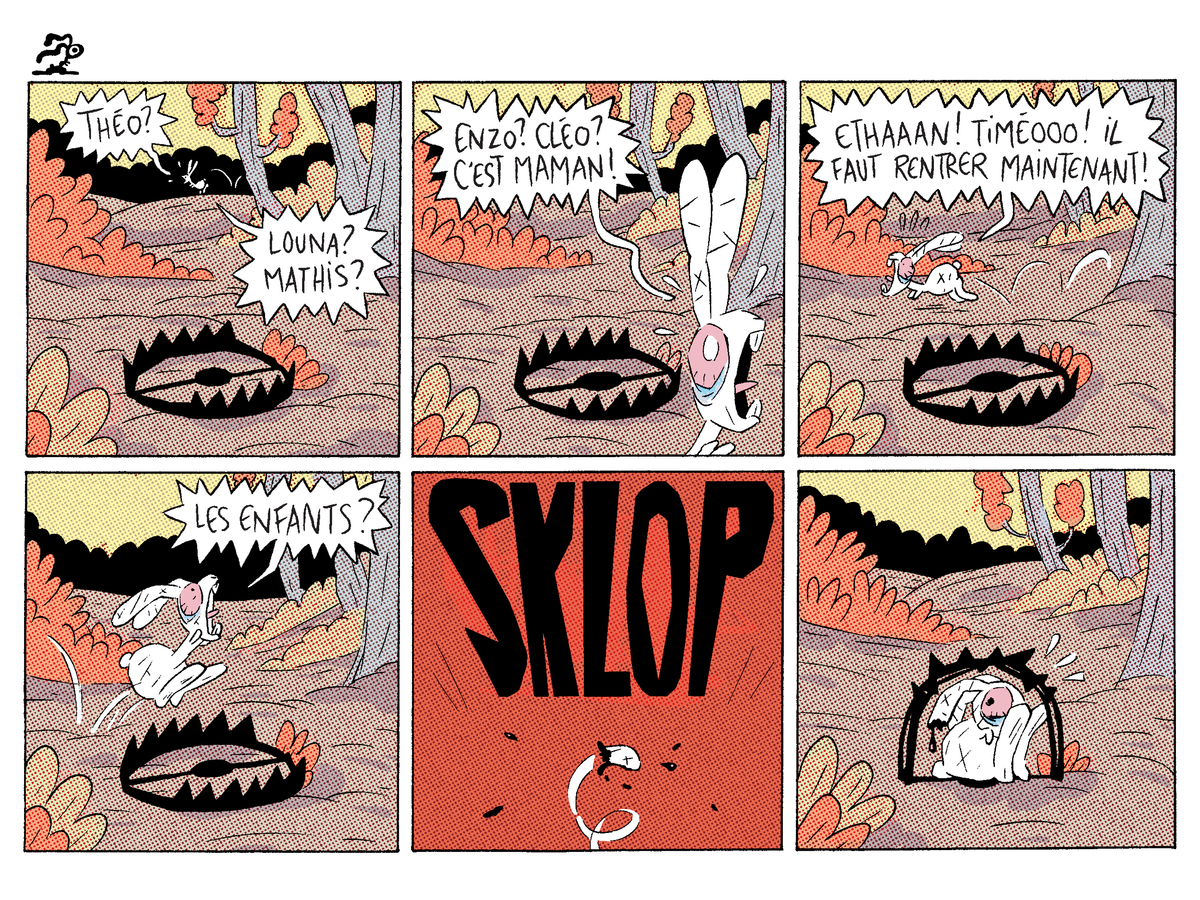 THÉO?
LOUNA?
MATHIS?
ENZO? CLÉO?
C'EST MAMAN!
ETHAAAN! TIMÉOOO! IL
FAUT RENTRER MAINTENANT!
LES ENFANTS?
SKLOP